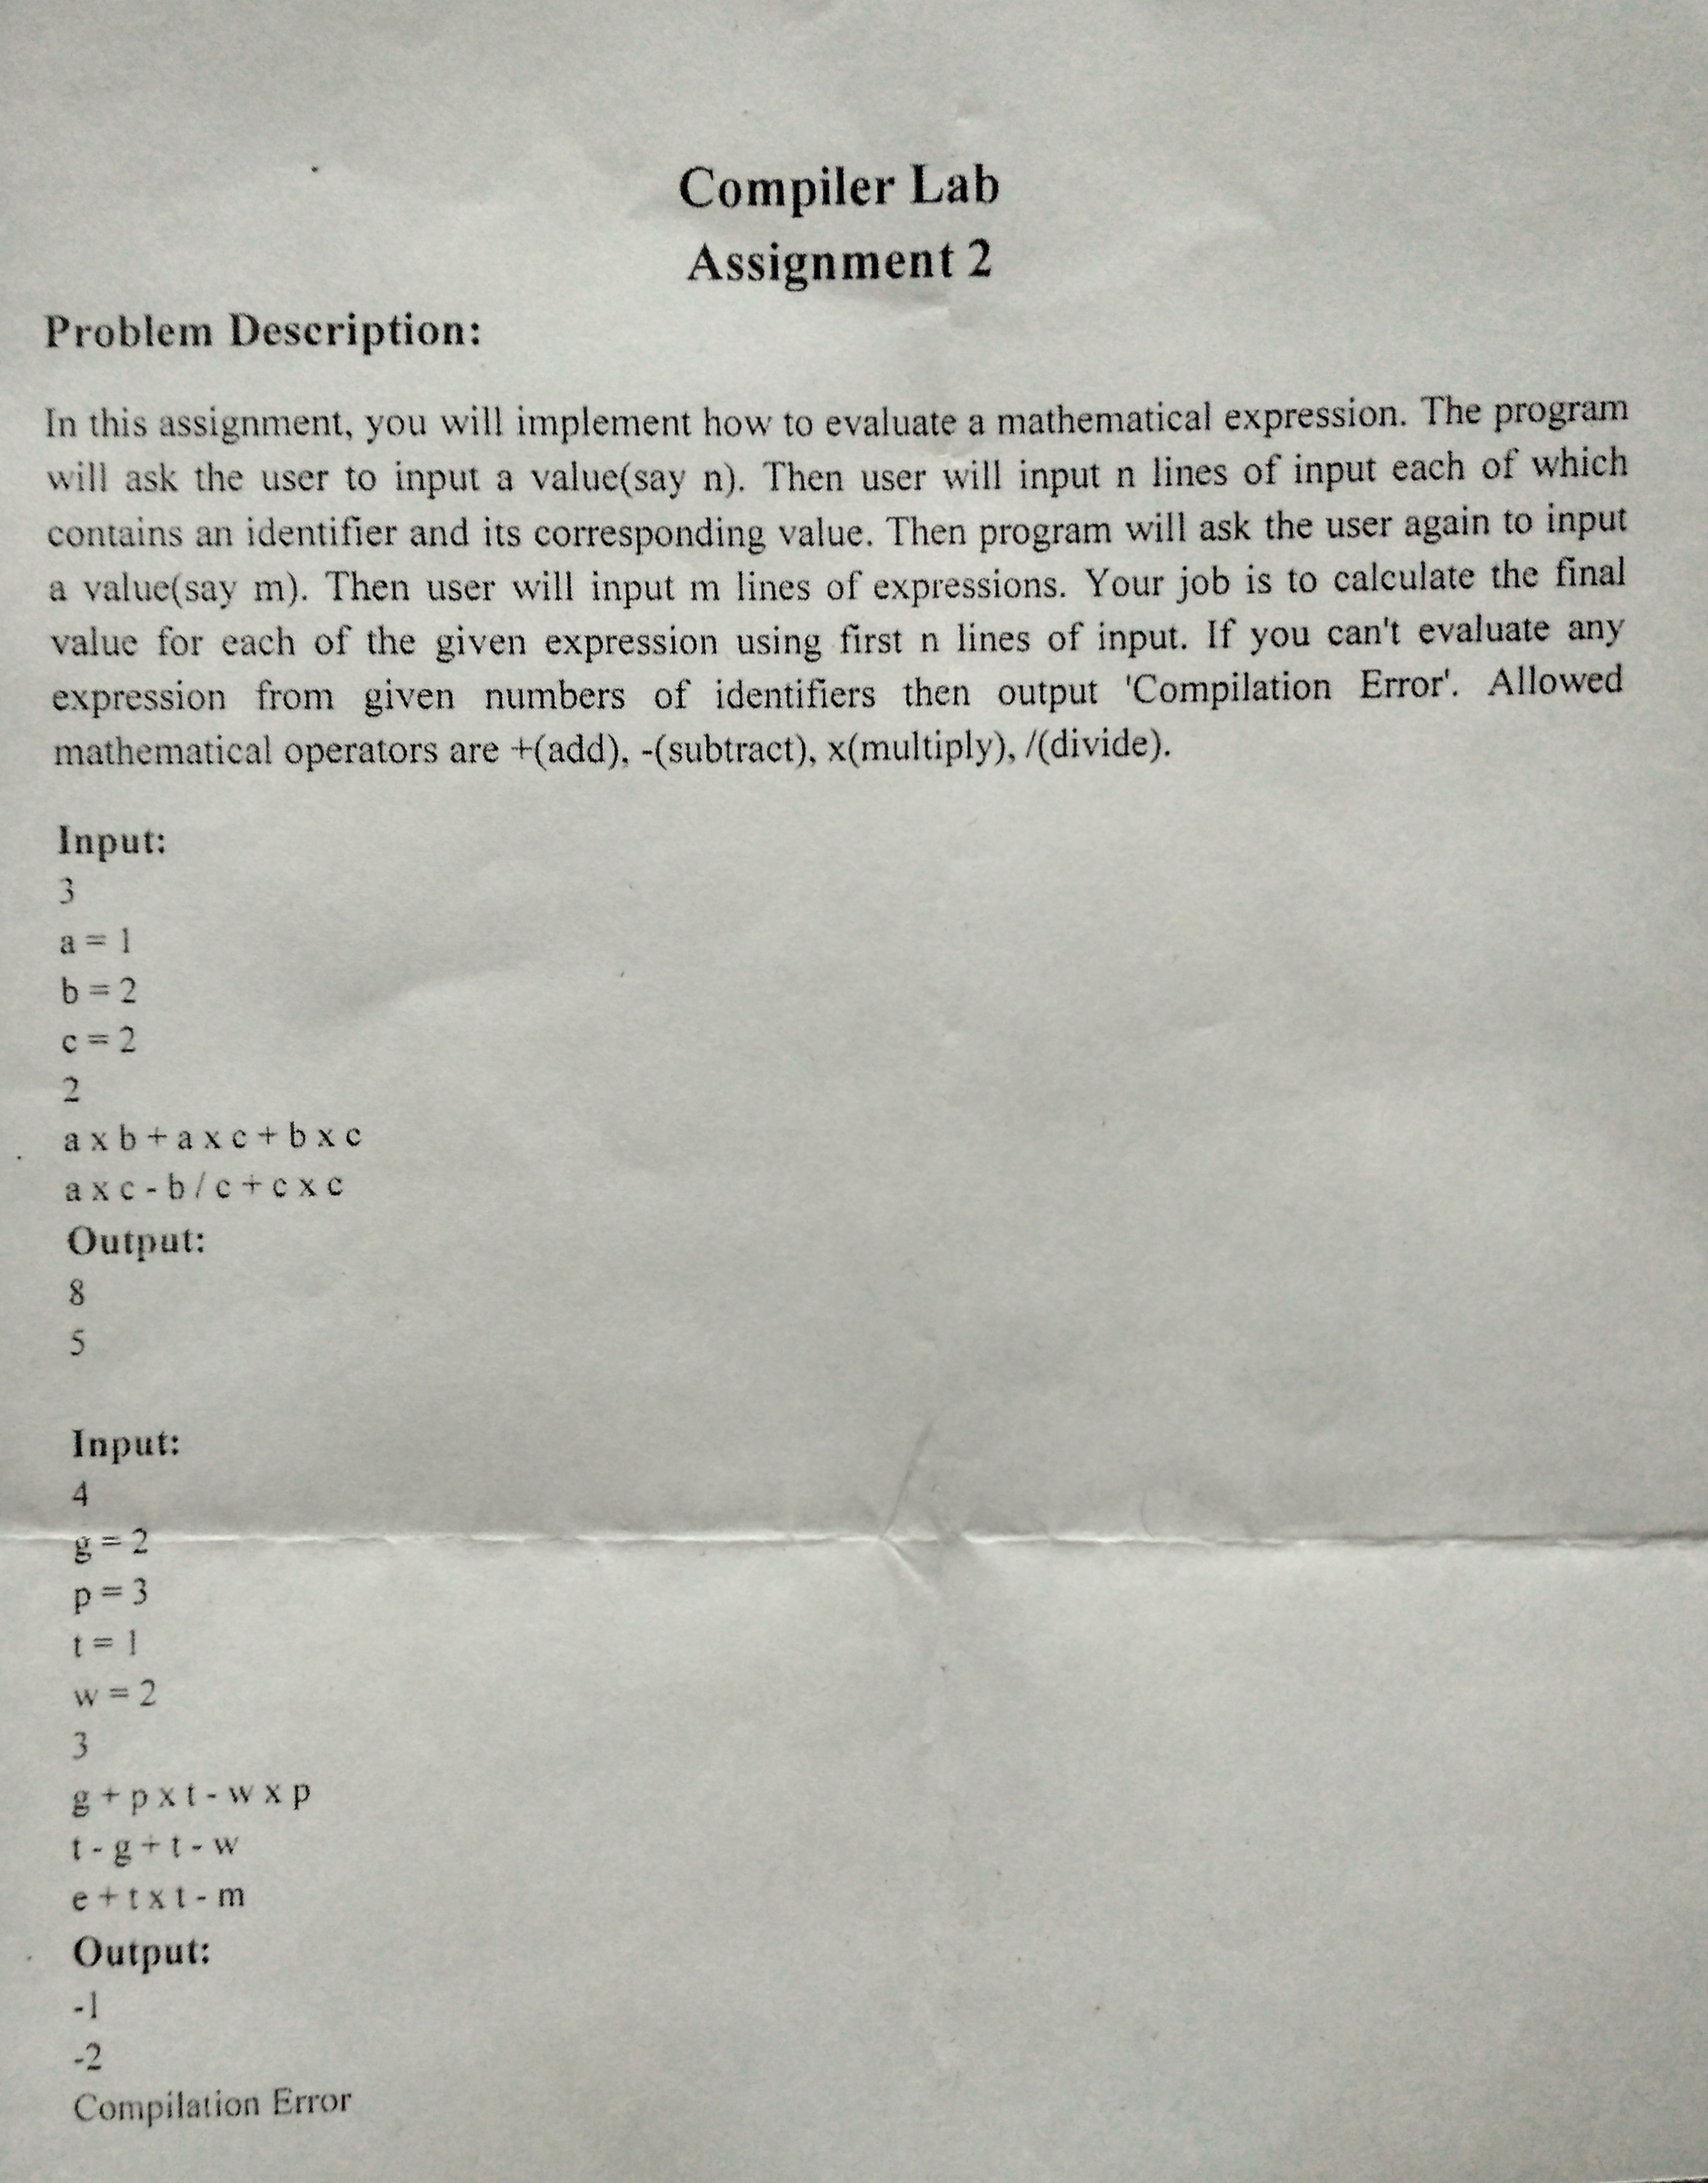 Compiler Lab
Assignment 2
Problem Description:
In this assignment, you will implement how to evaluate a mathematical expression. The program
will ask the user to input a value(say n). Then user will input n lines of input each of which
contains an identifier and its corresponding value. Then program will ask the user again to input
a value(say m). Then user will input m lines of expressions. Your job is to calculate the final
value for each of the given expression using first n lines of input. If you can't evaluate any
expression from given numbers of identifiers then output 'Compilation Error'. Allowed
mathematical operators are +(add), -(subtract), x(multiply), /(divide).
Input:
3
a = 1
b = 2
c = 2
2
a x b + a x c + b x c
a x c - b / c + c x c
Output:
8
5
Input:
4
g = 2
p = 3
t = 1
w = 2
3
g + p x t - w x p
t - g + t - w
e + t x t - m
Output:
-1
-2
Compilation Error